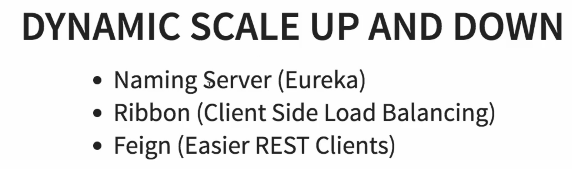 DYNAMIC SCALE UP AND DOWN
• Naming Server (Eureka)
• Ribbon (Client Side Load Balancing)
• Feign (Easier REST Clients)